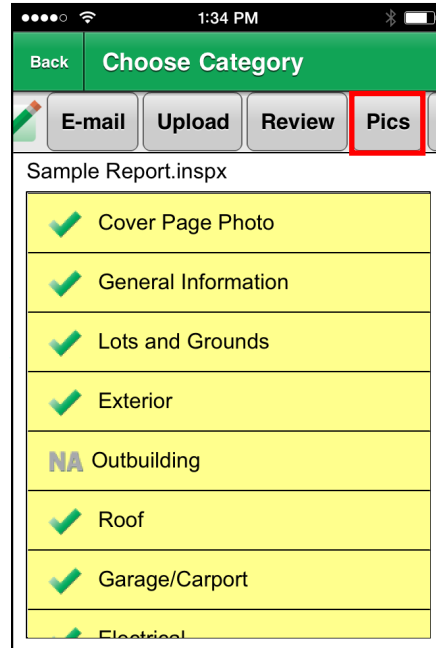 1:34 PM
Back Choose Category
E-mail Upload Review Pics
Sample Report.inspx
Cover Page Photo
General Information
Lots and Grounds
Exterior
NA Outbuilding
Roof
Garage/Carport
Electrical